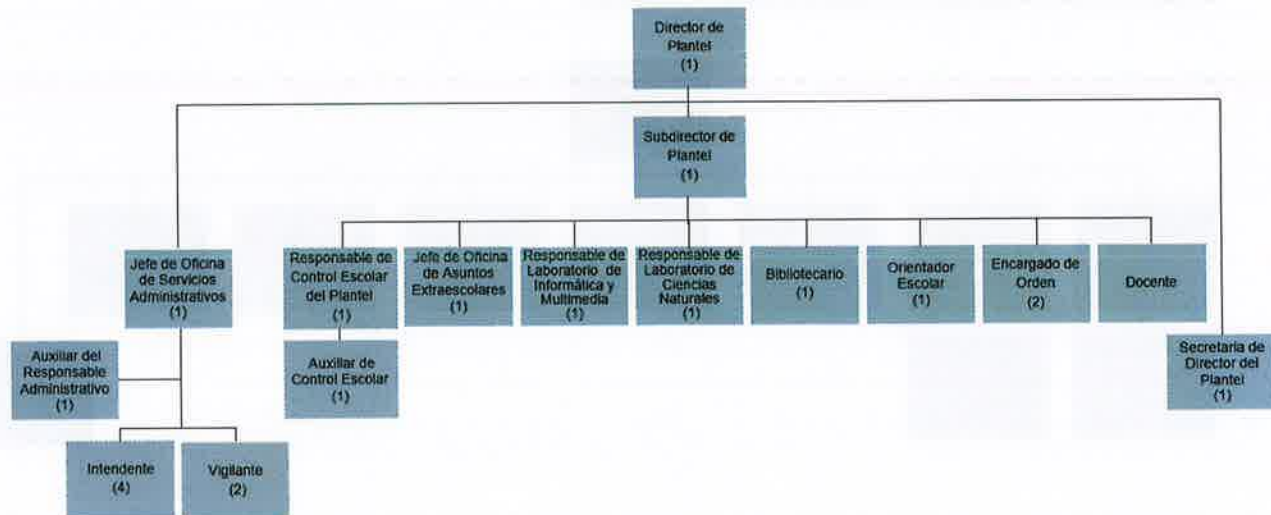 Director de
Plantel
(1)
Subdirector de
Plantel
(1)
Jefe de Oficina
de Servicios
Administrativos
(1)
Responsable de
Control Escolar
del Plantel
(1)
Jefe de Oficina
de Asuntos
Extraescolares
(1)
Responsable de
Laboratorio de
Informática y
Multimedia
(1)
Responsable de
Laboratorio de
Ciencias
Naturales
(1)
Bibliotecario
(1)
Orientador
Escolar
(1)
Encargado de
Orden
(2)
Docente
Auxiliar del
Responsable
Administrativo
(1)
Auxiliar de
Control Escolar
(1)
Secretaria de
Director del
Plantel
(1)
Intendente
(4)
Vigilante
(2)